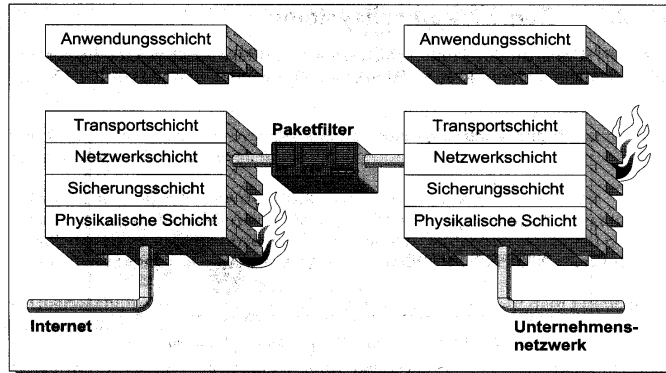 Anwendungsschicht
Anwendungsschicht
Transportschicht
Netzwerkschicht
Sicherungsschicht
Physikalische Schicht
Paketfilter
Transportschicht
Netzwerkschicht
Sicherungsschicht
Physikalische Schicht
Internet
Unternehmens-
netzwerk